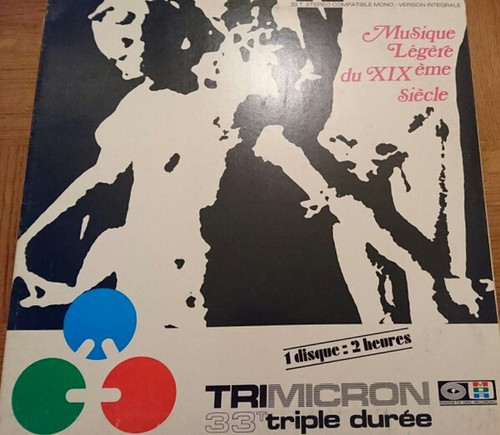 33 T STEREO COMPATIBLE MONO - VERSION INTEGRALE
Musique
Légère
du XIXème
Siècle
1 disque : 2 heures
TRIMICRON
33T triple durée
MDR